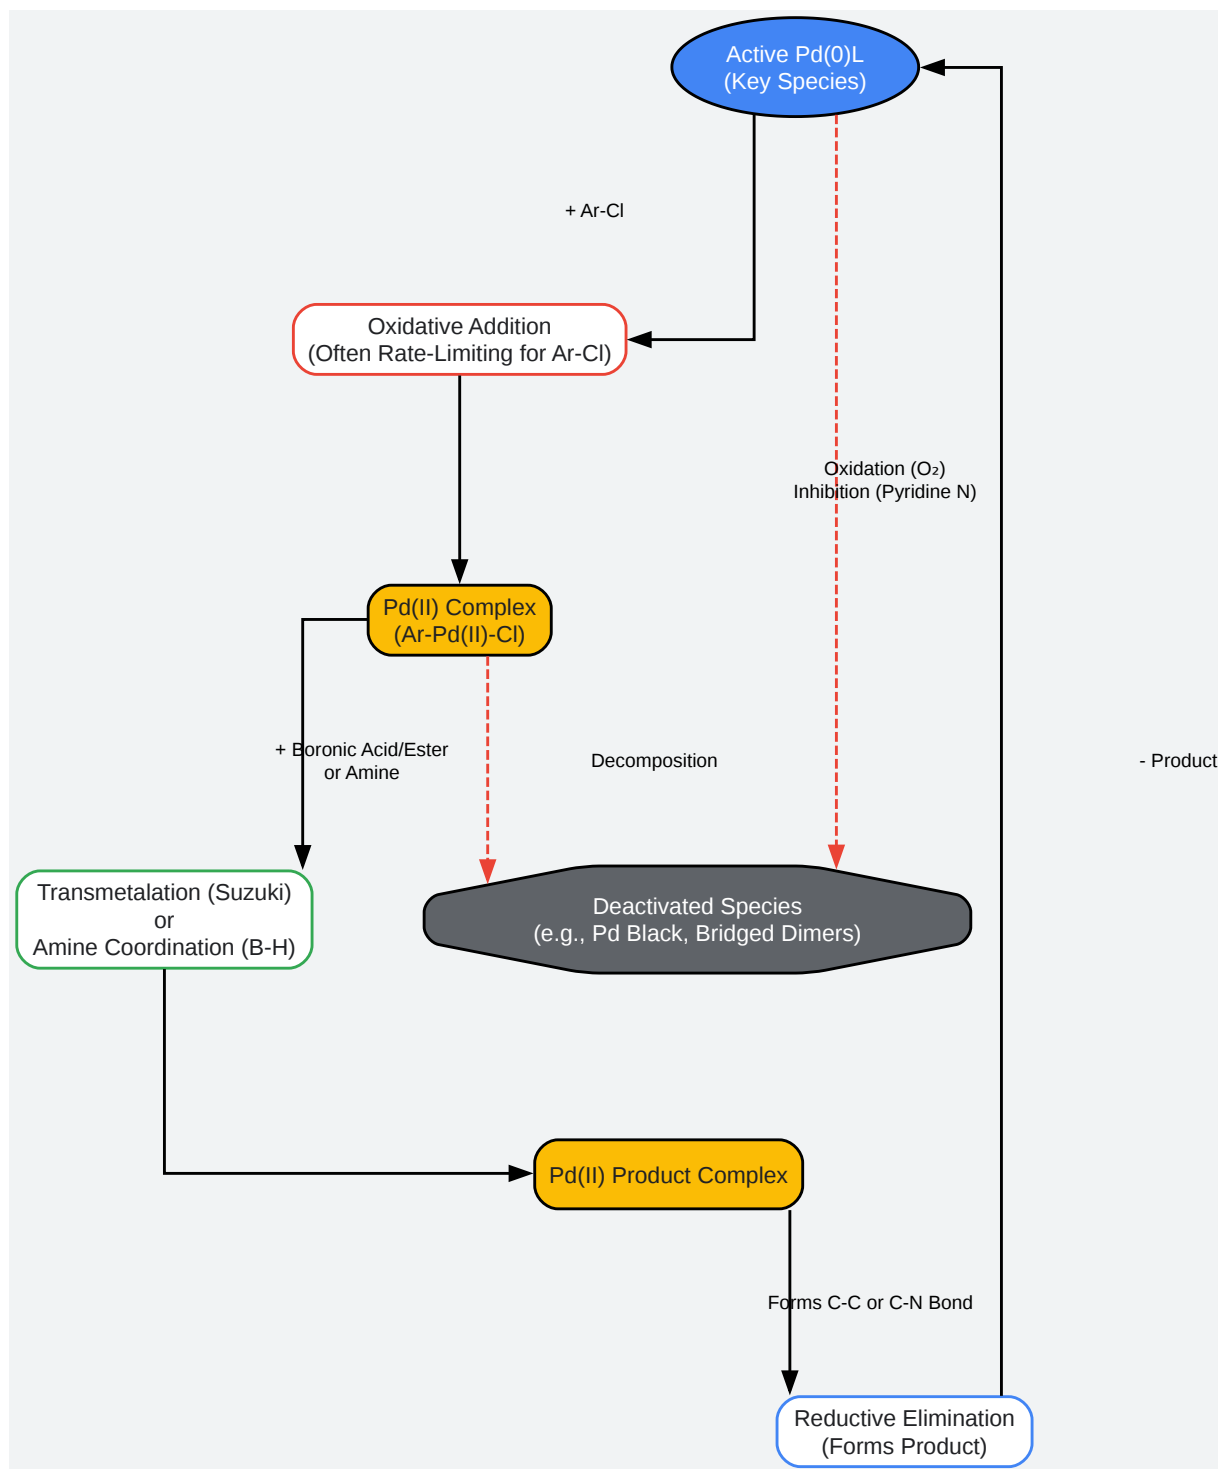 Active Pd(0)L
(Key Species)
+ Ar-Cl
Oxidative Addition
(Often Rate-Limiting for Ar-Cl)
Oxidation (O₂)
Inhibition (Pyridine N)
Pd(II) Complex
(Ar-Pd(II)-Cl)
+ Boronic Acid/Ester
or Amine
Decomposition
- Product
Transmetalation (Suzuki)
or
Amine Coordination (B-H)
Deactivated Species
(e.g., Pd Black, Bridged Dimers)
Pd(II) Product Complex
Forms C-C or C-N Bond
Reductive Elimination
(Forms Product)